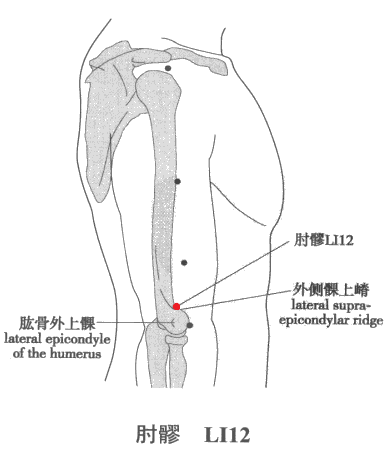 肘髎LI12
外侧髁上嵴
lateral supra-
epicondylar ridge
肱骨外上髁
lateral epicondyle
of the humerus
肘髎 LI12